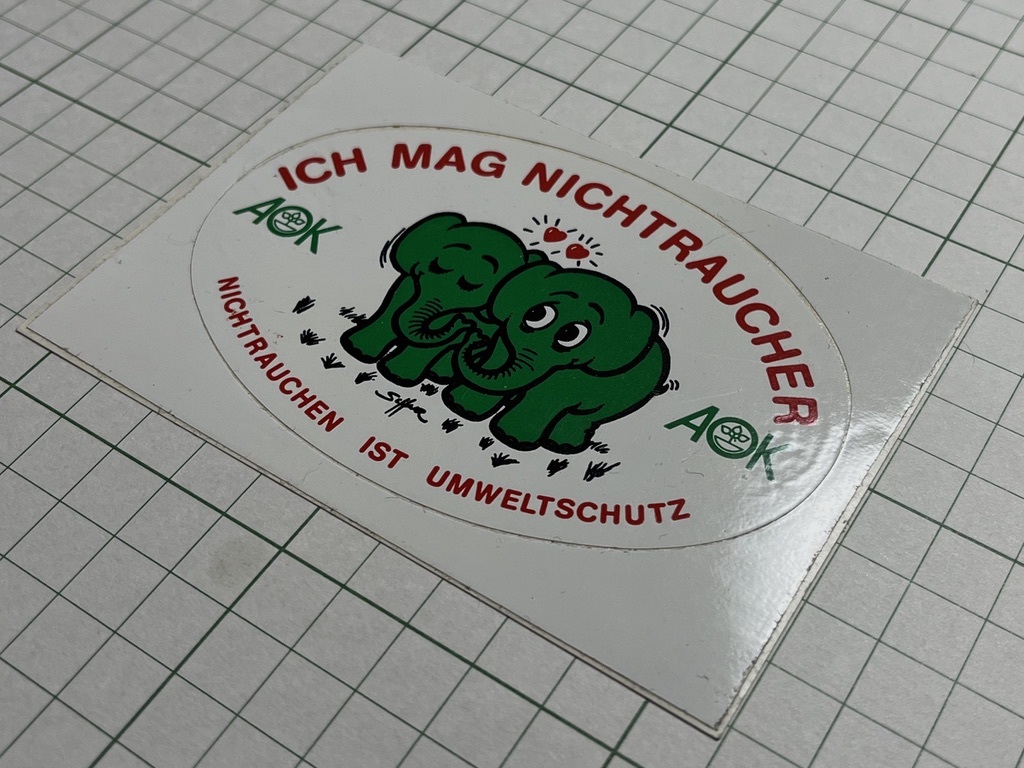 ICH MAG NICHTRAUCHER
AOK
AOK
NICHTRAUCHEN IST UMWELTSCHUTZ